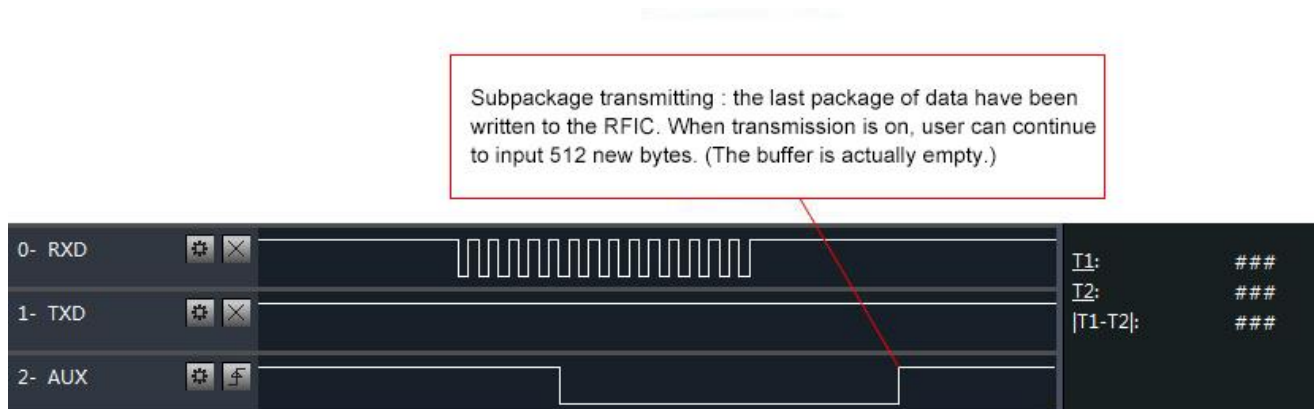 Subpackage transmitting : the last package of data have been
written to the RFIC. When transmission is on, user can continue
to input 512 new bytes. (The buffer is actually empty.)
0- RXD
T1: ###
1- TXD
T2: ###
|T1-T2|: ###
2- AUX